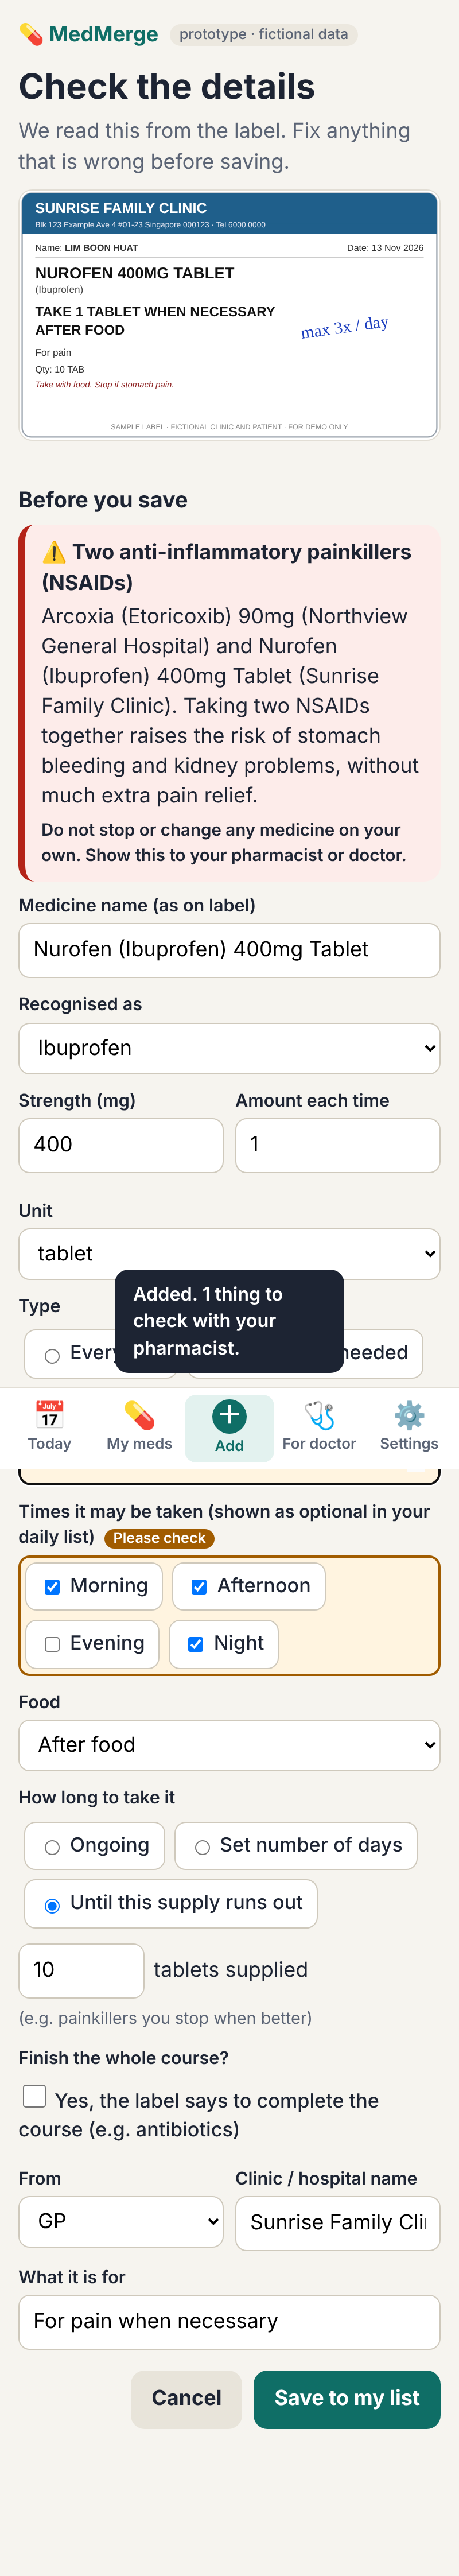 MedMerge prototype · fictional data
Check the details
We read this from the label. Fix anything
that is wrong before saving.
SUNRISE FAMILY CLINIC
Blk 123 Example Ave 4 #01-23 Singapore 000123 · Tel 6000 0000
Name: LIM BOON HUAT Date: 13 Nov 2026
NUROFEN 400MG TABLET
(Ibuprofen)
TAKE 1 TABLET WHEN NECESSARY
AFTER FOOD
max 3x / day
For pain
Qty: 10 TAB
Take with food. Stop if stomach pain.
SAMPLE LABEL · FICTIONAL CLINIC AND PATIENT · FOR DEMO ONLY
Before you save
⚠️ Two anti-inflammatory painkillers
(NSAIDs)
Arcoxia (Etoricoxib) 90mg (Northview
General Hospital) and Nurofen
(Ibuprofen) 400mg Tablet (Sunrise
Family Clinic). Taking two NSAIDs
together raises the risk of stomach
bleeding and kidney problems, without
much extra pain relief.
Do not stop or change any medicine on your
own. Show this to your pharmacist or doctor.
Medicine name (as on label)
Nurofen (Ibuprofen) 400mg Tablet
Recognised as
Ibuprofen
Strength (mg) Amount each time
400 1
Unit
tablet
Added. 1 thing to
check with your
pharmacist.
Type
needed
July
17
Today My meds Add For doctor Settings
Times it may be taken (shown as optional in your
daily list) Please check
Morning Afternoon
Evening Night
Food
After food
How long to take it
Ongoing Set number of days
Until this supply runs out
10 tablets supplied
(e.g. painkillers you stop when better)
Finish the whole course?
Yes, the label says to complete the
course (e.g. antibiotics)
From Clinic / hospital name
GP Sunrise Family Cli
What it is for
For pain when necessary
Cancel Save to my list